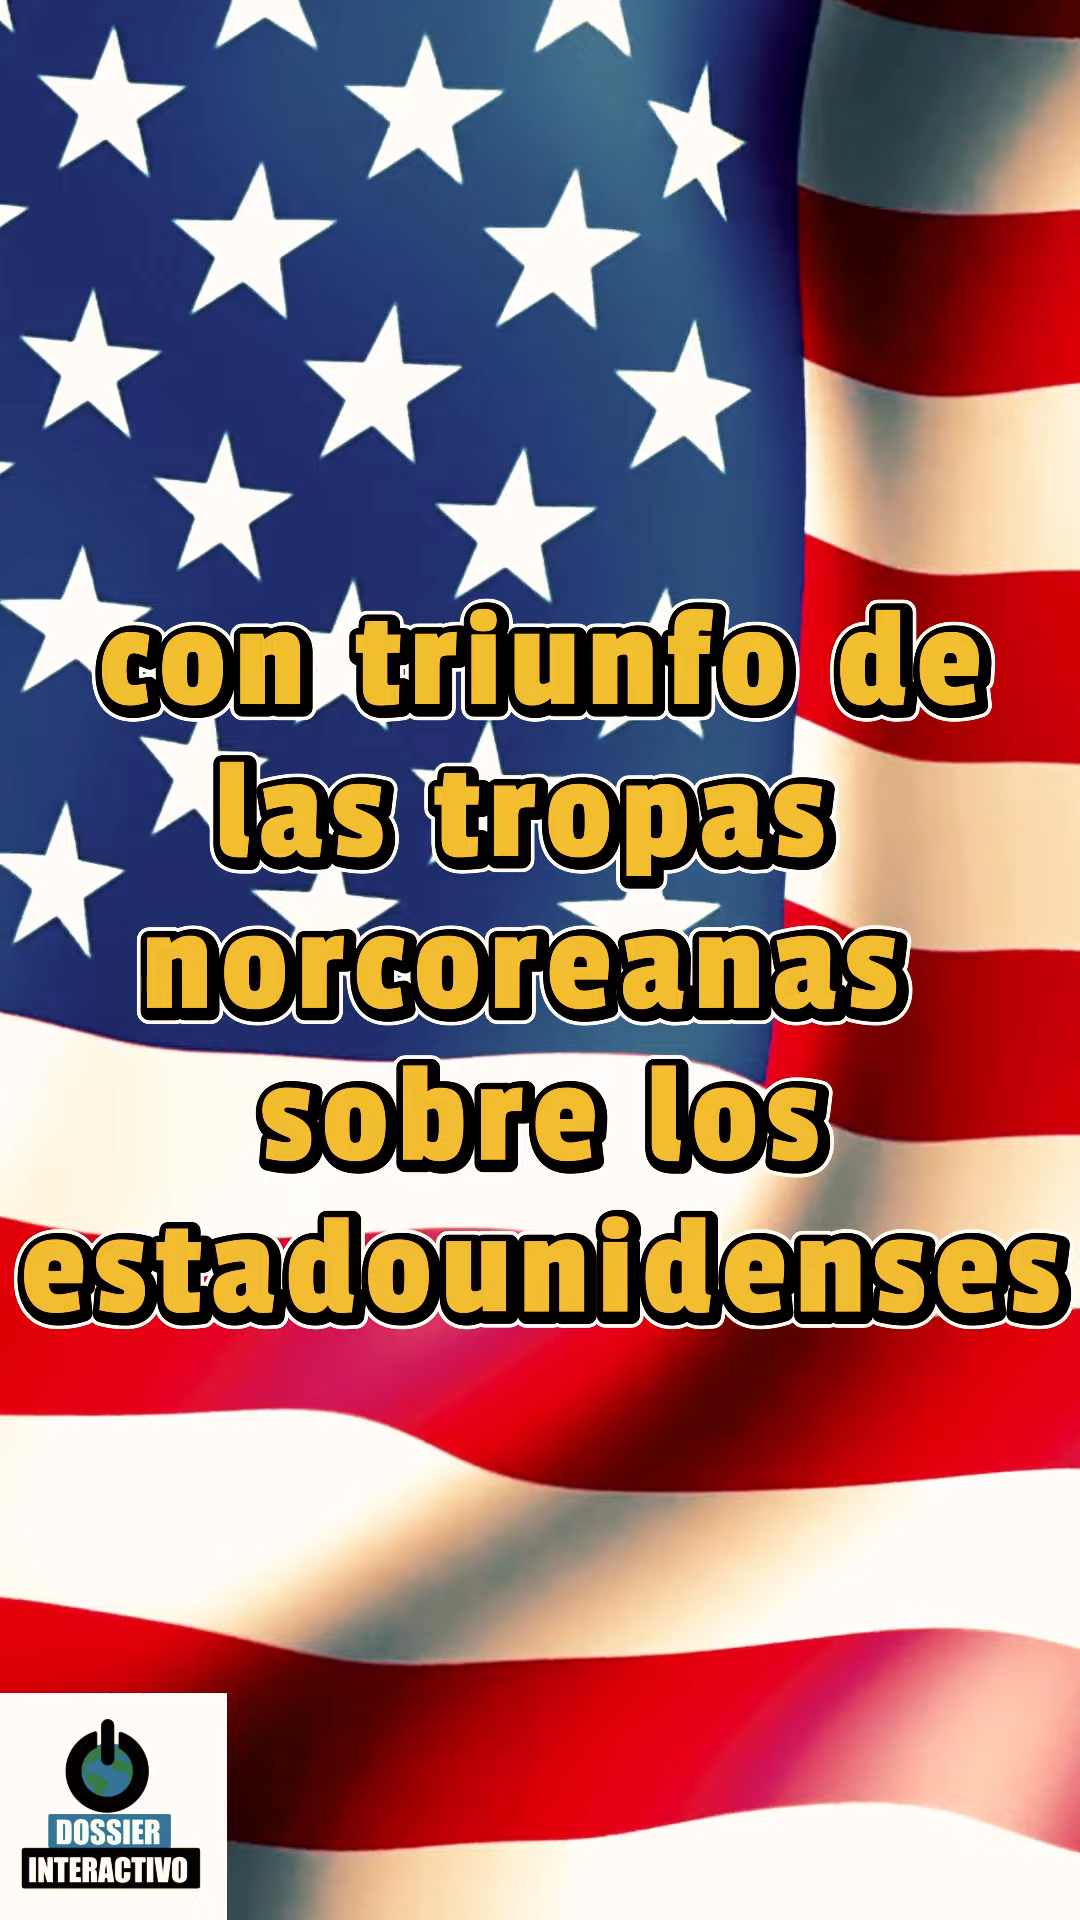 con triunfo de
las tropas
norcoreanas
sobre los
estadounidenses
DOSSIER
INTERACTIVO